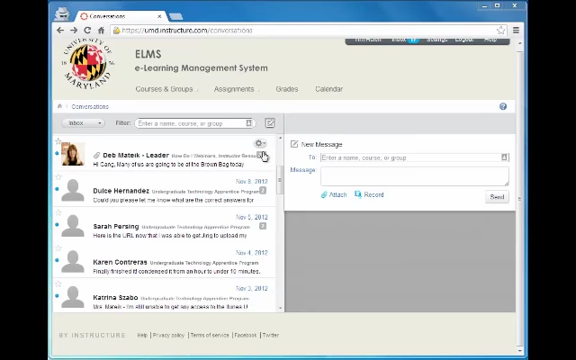 Conversations
https://umd.instructure.com/conversations
UNIVERSITY OF
MARYLAND
Inbox
Settings
Logout
Help
ELMS
e-Learning Management System
Courses & Groups
Assignments
Grades
Calendar
Conversations
Inbox
Filter:
Enter a name, course, or group
Deb Mateik - Leader
Hi Gang, Many of us are going to be at the Brown Bag today
Nov 9, 2012
Dulce Hernandez Undergraduate Technology Apprentice Program
Could you please let me know what are the correct answers for
Nov 5, 2012
Sarah Persing Undergraduate Technology Apprentice Program
Here is the URL now that I was able to get
Nov 4, 2012
Karen Contreras Undergraduate Technology Apprentice Program
Finally finished it! condensed it from an hour to under 10 minutes.
Nov 3, 2012
Katrina Szabo Undergraduate Technology Apprentice Program
New Message
To: Enter a name, course, or group
Message:
Attach
Record
Send
BY INSTRUCTURE
Help | Privacy policy | Terms of service | Facebook | Twitter